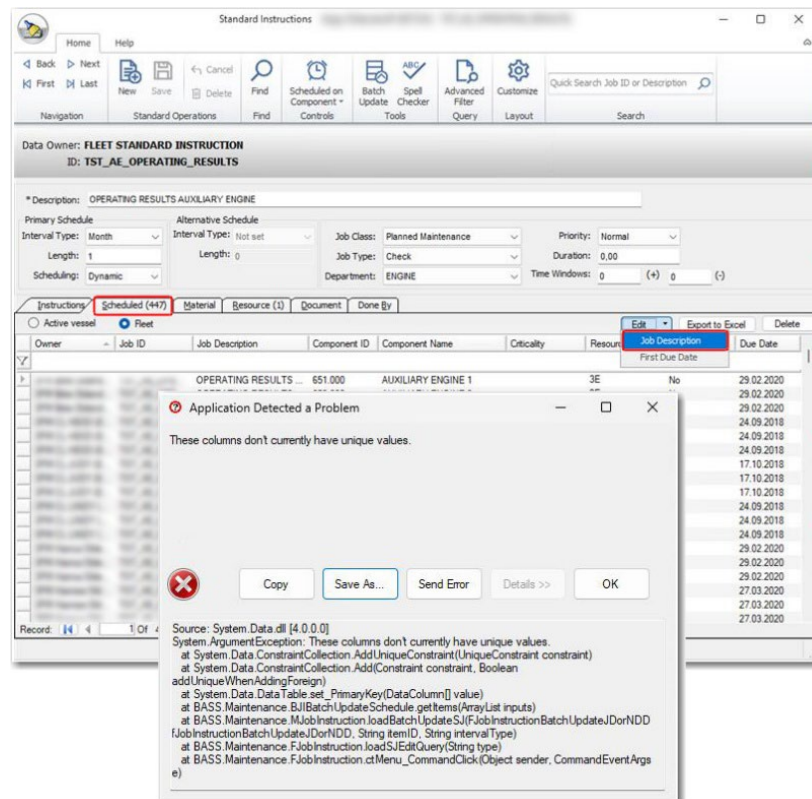 Standard Instructions
Home Help
Back Next
First Last
Navigation
New Save
Cancel
Delete
Standard Operations
Find
Find
Scheduled on Component
Controls
Batch Update
ABC
Spell Checker
Tools
Advanced Filter
Query
Customize
Layout
Quick Search Job ID or Description
Search
Data Owner: FLEET STANDARD INSTRUCTION
ID: TST_AE_OPERATING_RESULTS
*Description: OPERATING RESULTS AUXILIARY ENGINE
Primary Schedule Alternative Schedule
Interval Type: Month Interval Type: Not set Job Class: Planned Maintenance Priority: Normal
Length: 1 Length: 0 Job Type: Check Duration: 0,00
Scheduling: Dynamic Department: ENGINE Time Windows: 0 (+) 0 (-)
Instructions Scheduled (447) Material Resource (1) Document Done By
Active vessel Fleet Edit Export to Excel Delete
Job Description
First Due Date
Owner Job ID Job Description Component ID Component Name Criticality Due Date
OPERATING RESULTS ... 651.000 AUXILIARY ENGINE 1 3E No 29.02.2020
29.02.2020
29.02.2020
24.09.2018
24.09.2018
24.09.2018
17.10.2018
17.10.2018
17.10.2018
24.09.2018
24.09.2018
24.09.2018
29.02.2020
29.02.2020
29.02.2020
27.03.2020
27.03.2020
27.03.2020
Record: 1 Of
Application Detected a Problem
These columns don't currently have unique values.
Copy Save As... Send Error Details >> OK
Source: System.Data.dll [4.0.0.0]
System.ArgumentException: These columns don't currently have unique values.
at System.Data.ConstraintCollection.AddUniqueConstraint(UniqueConstraint constraint)
at System.Data.ConstraintCollection.Add(Constraint constraint, Boolean
addUniqueWhenAddingForeign)
at System.Data.DataTable.set_PrimaryKey(DataColumn[] value)
at BASS.Maintenance.BJIBatchUpdateSchedule.getItems(ArrayList inputs)
at BASS.Maintenance.MJobInstruction.loadBatchUpdateSJ(FJobInstructionBatchUpdateJDorNDD
fJobInstructionBatchUpdateJDorNDD, String itemID, String intervalType)
at BASS.Maintenance.FJobInstruction.loadSJEditQuery(String type)
at BASS.Maintenance.FJobInstruction.ctMenu_CommandClick(Object sender, CommandEventArgs
e)